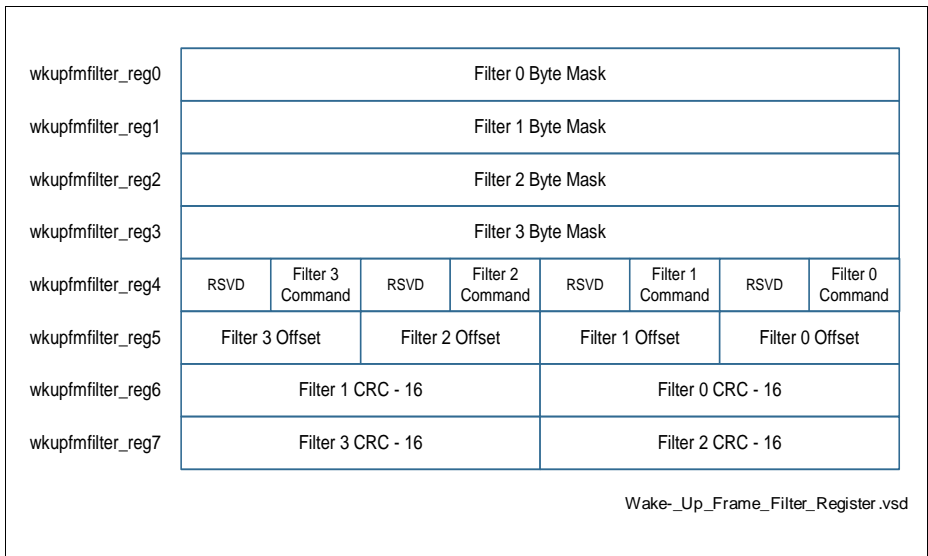 wkupfmfilter_reg0 Filter 0 Byte Mask
wkupfmfilter_reg1 Filter 1 Byte Mask
wkupfmfilter_reg2 Filter 2 Byte Mask
wkupfmfilter_reg3 Filter 3 Byte Mask
wkupfmfilter_reg4 RSVD Filter 3 Command RSVD Filter 2 Command RSVD Filter 1 Command RSVD Filter 0 Command
wkupfmfilter_reg5 Filter 3 Offset Filter 2 Offset Filter 1 Offset Filter 0 Offset
wkupfmfilter_reg6 Filter 1 CRC - 16 Filter 0 CRC - 16
wkupfmfilter_reg7 Filter 3 CRC - 16 Filter 2 CRC - 16
Wake-_Up_Frame_Filter_Register.vsd